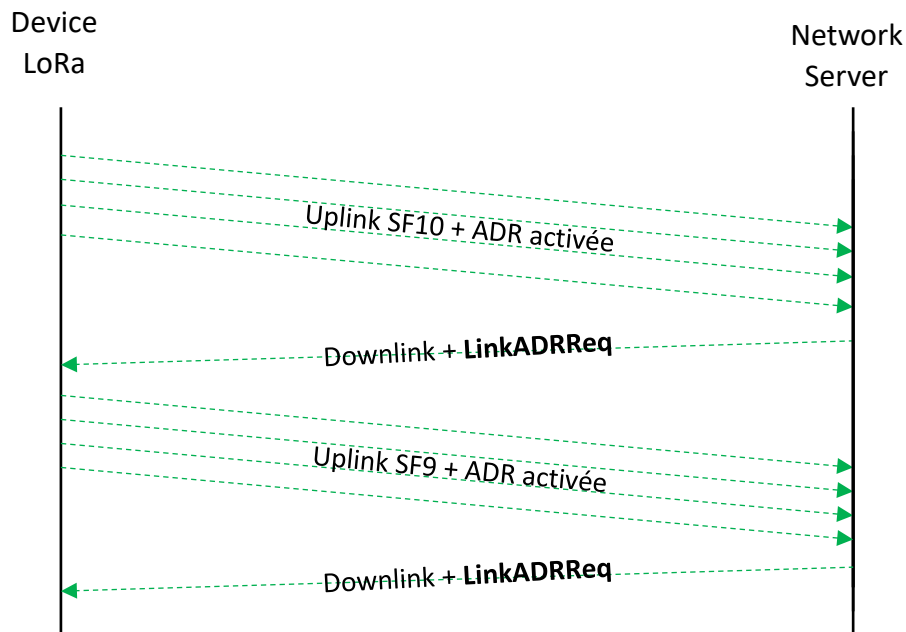 Device
LoRa
Network
Server
Uplink SF10 + ADR activée
Downlink + LinkADRReq
Uplink SF9 + ADR activée
Downlink + LinkADRReq